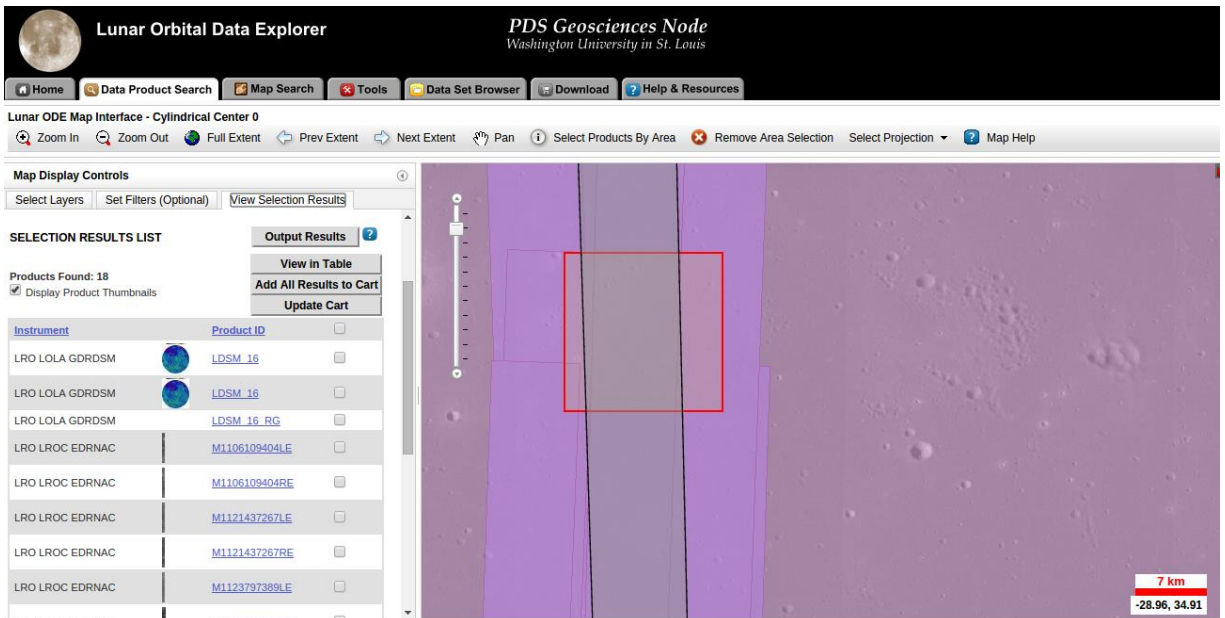 Lunar Orbital Data Explorer
PDS Geosciences Node
Washington University in St. Louis
Home Data Product Search Map Search Tools Data Set Browser Download Help & Resources
Lunar ODE Map Interface - Cylindrical Center 0
Zoom In Zoom Out Full Extent Prev Extent Next Extent Pan Select Products By Area Remove Area Selection Select Projection Map Help
Map Display Controls
Select Layers Set Filters (Optional) View Selection Results
SELECTION RESULTS LIST
Output Results
View in Table
Products Found: 18
Add All Results to Cart
Display Product Thumbnails
Update Cart
Instrument Product ID
LRO LOLA GDRDSM LDSM_16
LRO LOLA GDRDSM LDSM_16
LRO LOLA GDRDSM LDSM_16_RG
LRO LROC EDRNAC M1106109404LE
LRO LROC EDRNAC M1106109404RE
LRO LROC EDRNAC M1121437267LE
LRO LROC EDRNAC M1121437267RE
LRO LROC EDRNAC M1123797389LE
7 km
-28.96, 34.91